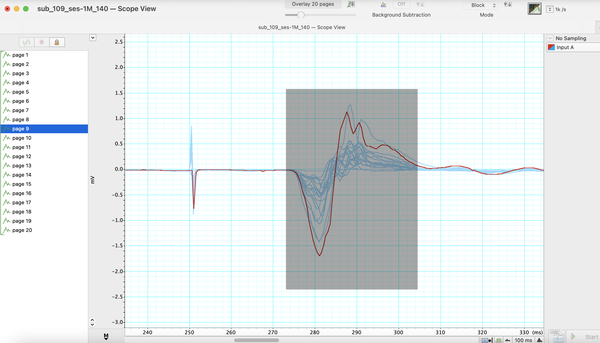 sub_109_ses-1M_140 — Scope View
Overlay 20 pages
Off
Background Subtraction
Block
Mode
1k /s
sub_109_ses-1M_140 — Scope View
No Sampling
Input A
page 1
page 2
page 3
page 4
page 5
page 6
page 7
page 8
page 9
page 10
page 11
page 12
page 13
page 14
page 15
page 16
page 17
page 18
page 19
page 20
2.5
2.0
1.5
1.0
0.5
0.0
-0.5
-1.0
-1.5
-2.0
-2.5
-3.0
mV
240 250 260 270 280 290 300 310 320 330 (ms)
100 ms
Start